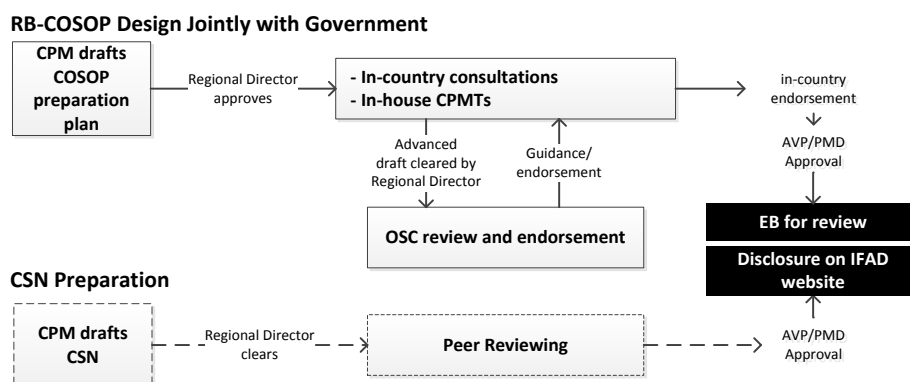 RB-COSOP Design Jointly with Government
CPM drafts
COSOP
preparation
plan
Regional Director
approves
- In-country consultations
- In-house CPMTs
in-country
endorsement
AVP/PMD
Approval
Advanced
draft cleared by
Regional Director
Guidance/
endorsement
OSC review and endorsement
EB for review
Disclosure on IFAD
website
CSN Preparation
CPM drafts
CSN
Regional Director
clears
Peer Reviewing
AVP/PMD
Approval